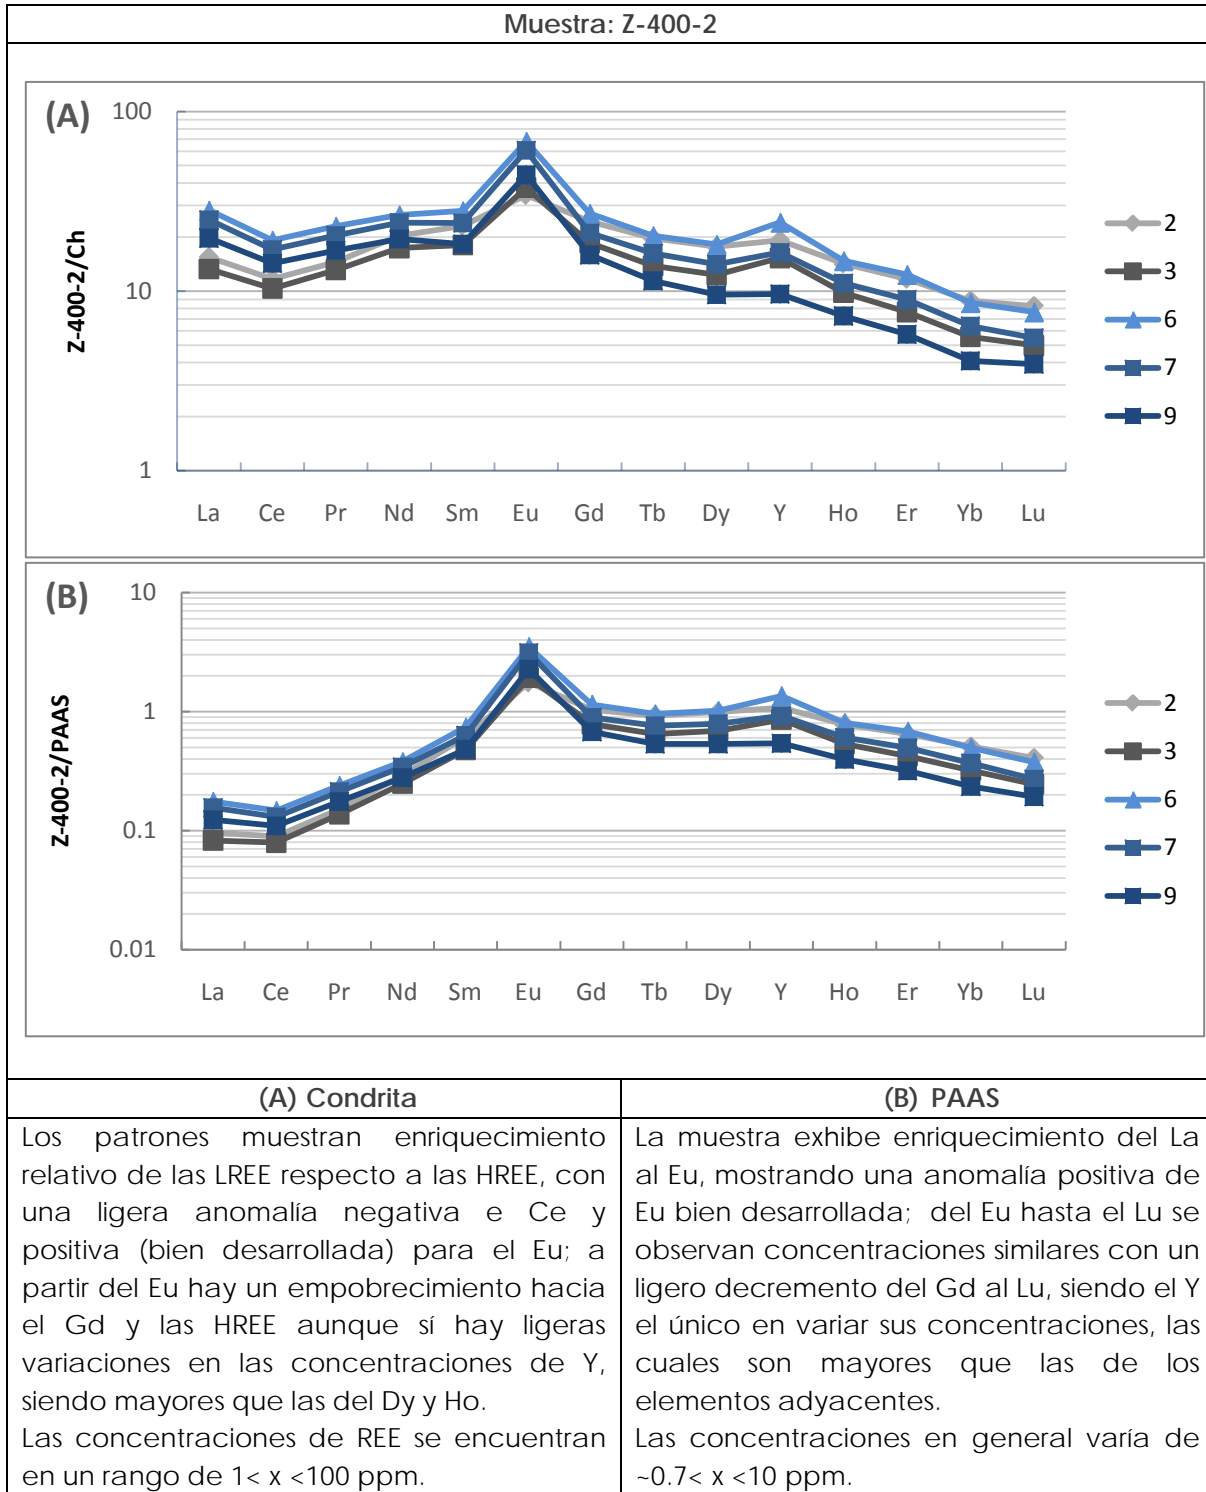 Muestra: Z-400-2
(A)
100
10
1
Z-400-2/Ch
La Ce Pr Nd Sm Eu Gd Tb Dy Y Ho Er Yb Lu
2
3
6
7
9
(B)
10
1
0.1
0.01
Z-400-2/PAAS
La Ce Pr Nd Sm Eu Gd Tb Dy Y Ho Er Yb Lu
2
3
6
7
9
(A) Condrita
Los patrones muestran enriquecimiento
relativo de las LREE respecto a las HREE, con
una ligera anomalía negativa e Ce y
positiva (bien desarrollada) para el Eu; a
partir del Eu hay un empobrecimiento hacia
el Gd y las HREE aunque sí hay ligeras
variaciones en las concentraciones de Y,
siendo mayores que las del Dy y Ho.
Las concentraciones de REE se encuentran
en un rango de 1< x <100 ppm.
(B) PAAS
La muestra exhibe enriquecimiento del La
al Eu, mostrando una anomalía positiva de
Eu bien desarrollada; del Eu hasta el Lu se
observan concentraciones similares con un
ligero decremento del Gd al Lu, siendo el Y
el único en variar sus concentraciones, las
cuales son mayores que las de los
elementos adyacentes.
Las concentraciones en general varía de
~0.7< x <10 ppm.